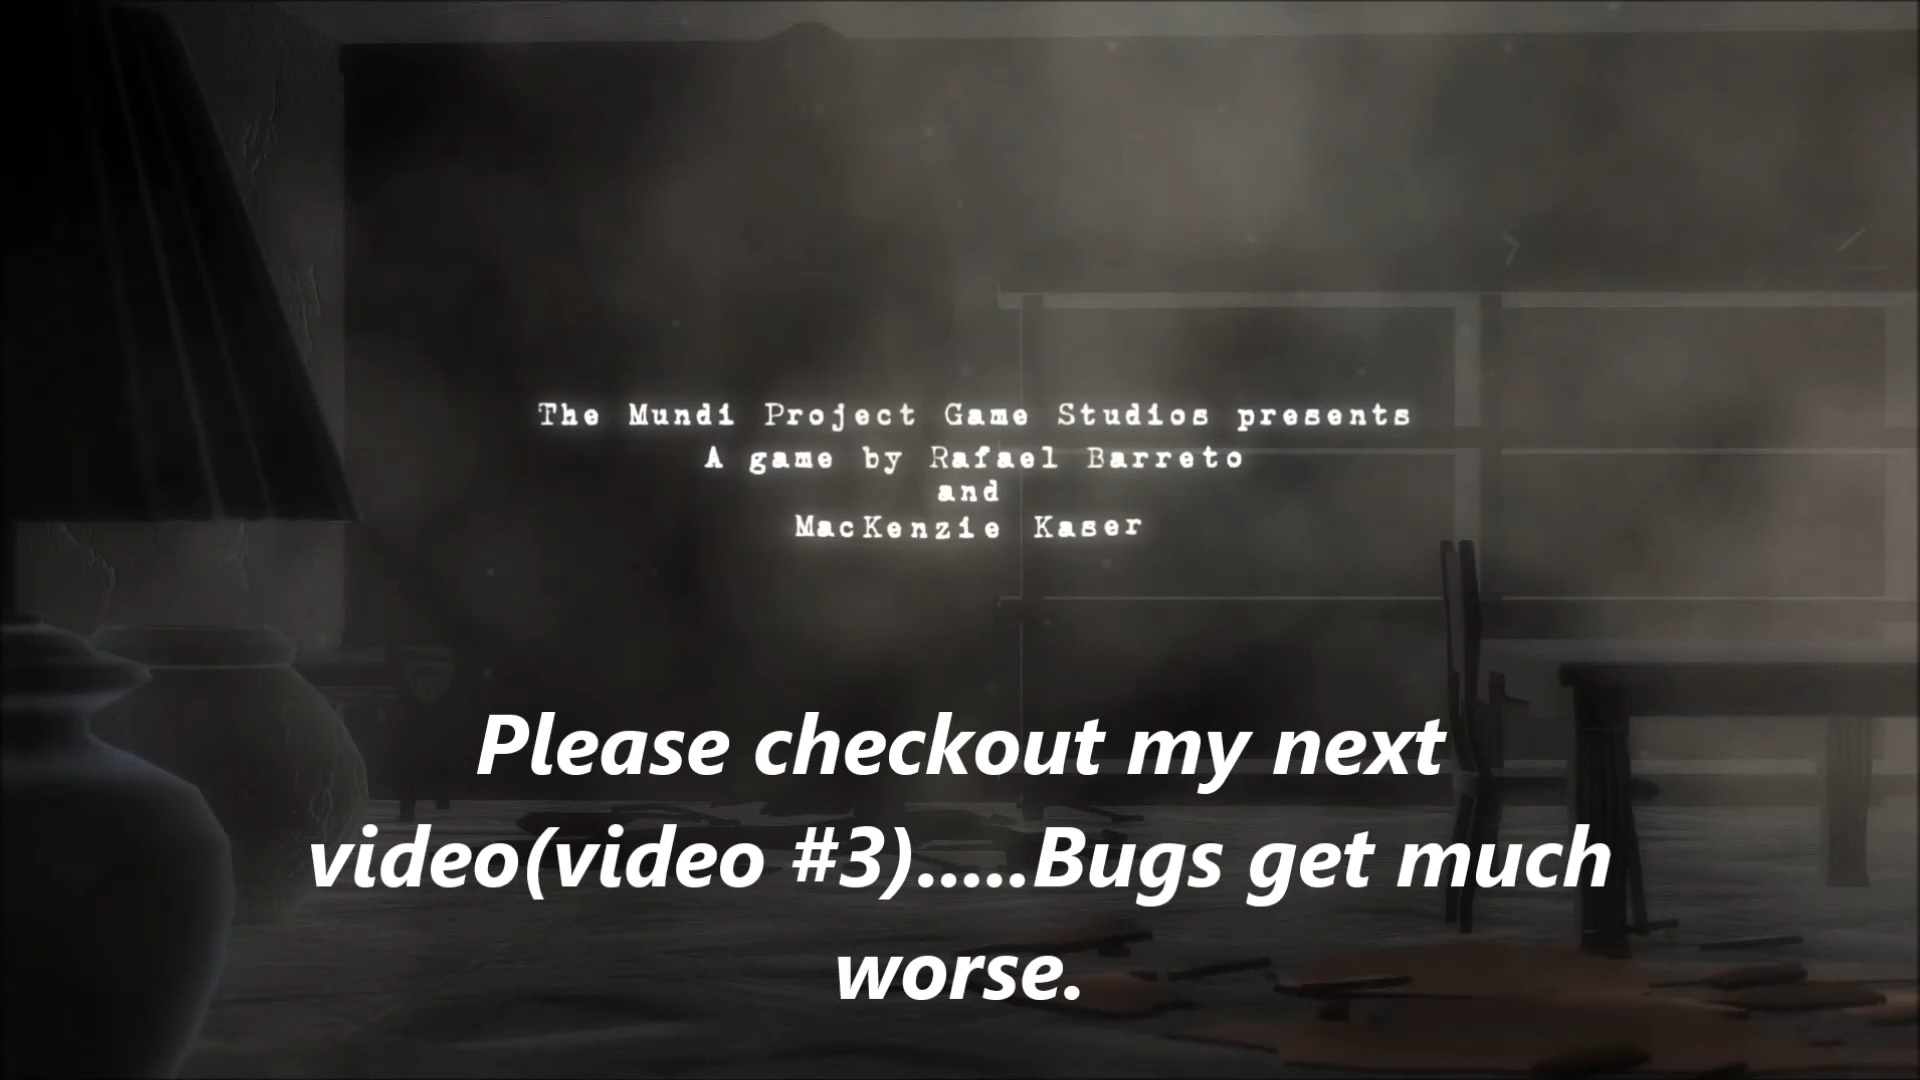 The Mundi Project Game Studios presents
A game by Rafael Barreto
and
MacKenzie Kaser
Please checkout my next
video(video #3).....Bugs get much
worse.